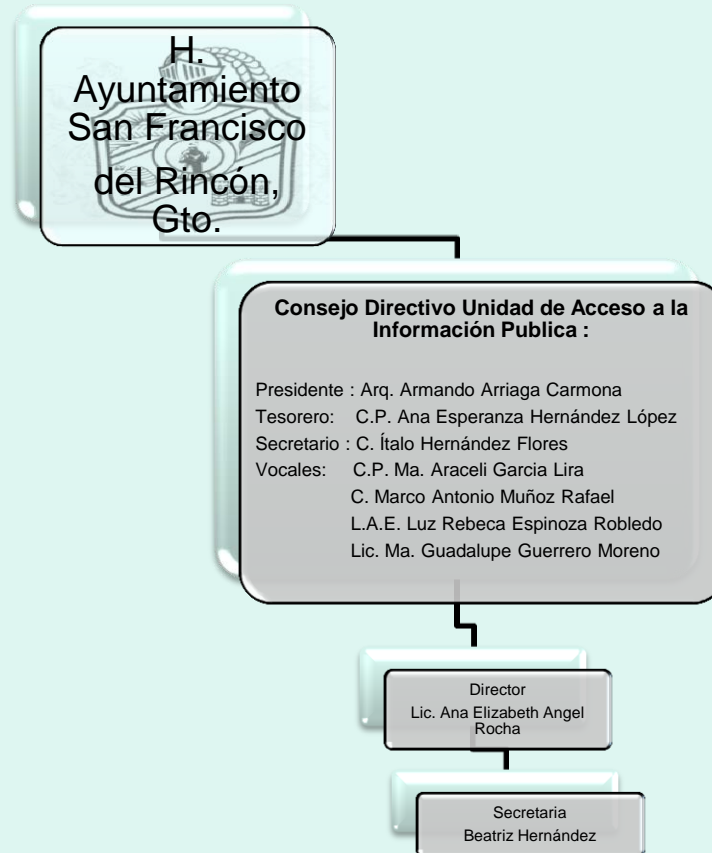 H.
Ayuntamiento
San Francisco
del Rincón,
Gto.
Consejo Directivo Unidad de Acceso a la
Información Publica :
Presidente : Arq. Armando Arriaga Carmona
Tesorero: C.P. Ana Esperanza Hernández López
Secretario : C. Ítalo Hernández Flores
Vocales: C.P. Ma. Araceli Garcia Lira
C. Marco Antonio Muñoz Rafael
L.A.E. Luz Rebeca Espinoza Robledo
Lic. Ma. Guadalupe Guerrero Moreno
Director
Lic. Ana Elizabeth Angel
Rocha
Secretaria
Beatriz Hernández